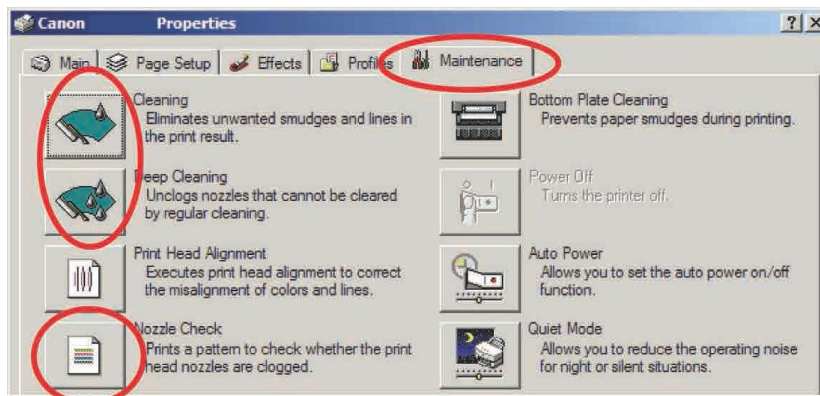 Canon Properties
Main Page Setup Effects Profiles Maintenance
Cleaning
Eliminates unwanted smudges and lines in
the print result.
Deep Cleaning
Unclogs nozzles that cannot be cleared
by regular cleaning.
Print Head Alignment
Executes print head alignment to correct
the misalignment of colors and lines.
Nozzle Check
Prints a pattern to check whether the print
head nozzles are clogged.
Bottom Plate Cleaning
Prevents paper smudges during printing.
Power Off
Turns the printer off.
Auto Power
Allows you to set the auto power on/off
function.
Quiet Mode
Allows you to reduce the operating noise
for night or silent situations.